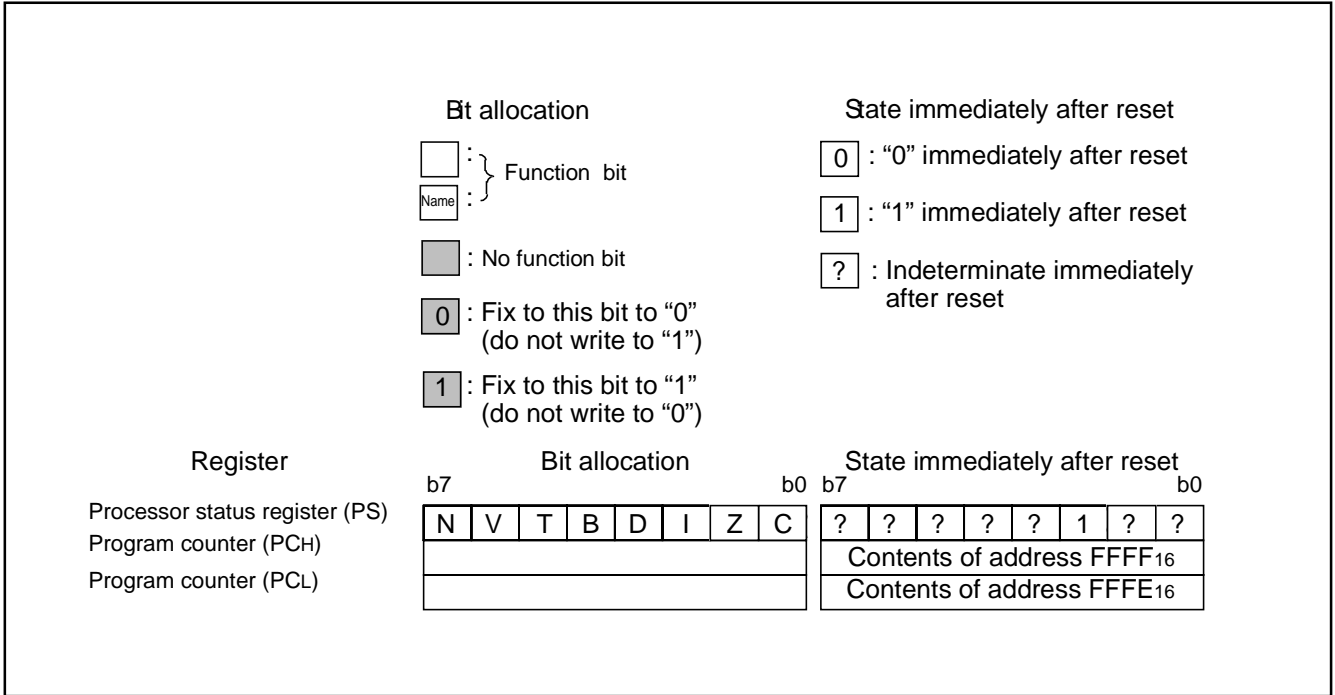 Bit allocation
:
Name :
Function bit
: No function bit
0 : Fix to this bit to “0”
(do not write to “1”)
1 : Fix to this bit to “1”
(do not write to “0”)
State immediately after reset
0 : “0” immediately after reset
1 : “1” immediately after reset
? : Indeterminate immediately
after reset
Register Bit allocation State immediately after reset
b7 b0 b7 b0
Processor status register (PS) N V T B D I Z C ? ? ? ? ? 1 ? ?
Program counter (PCH) Contents of address FFFF16
Program counter (PCL) Contents of address FFFE16